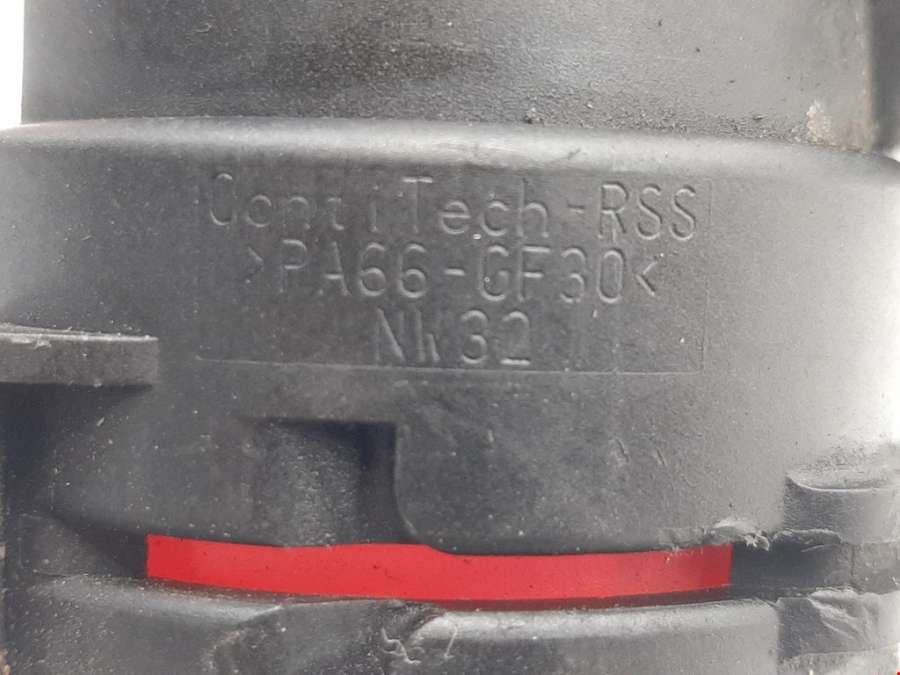 ContiTech-RSS
>PA66-GF30<
NW32